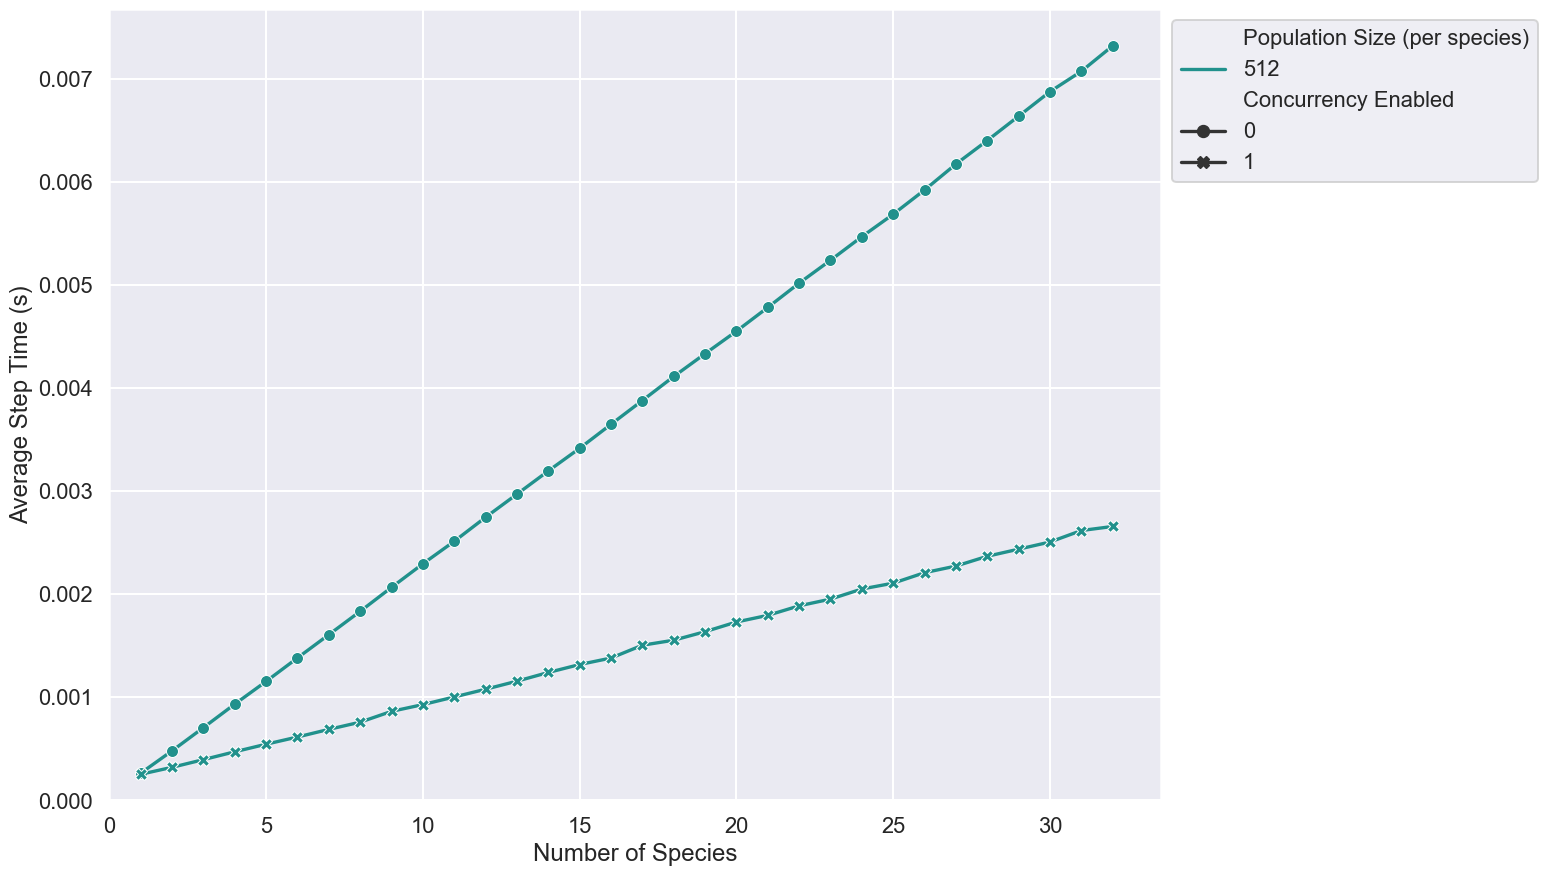 0.007
0.006
0.005
0.004
0.003
0.002
0.001
0.000
Average Step Time (s)
0 5 10 15 20 25 30
Number of Species
Population Size (per species)
512
Concurrency Enabled
0
1